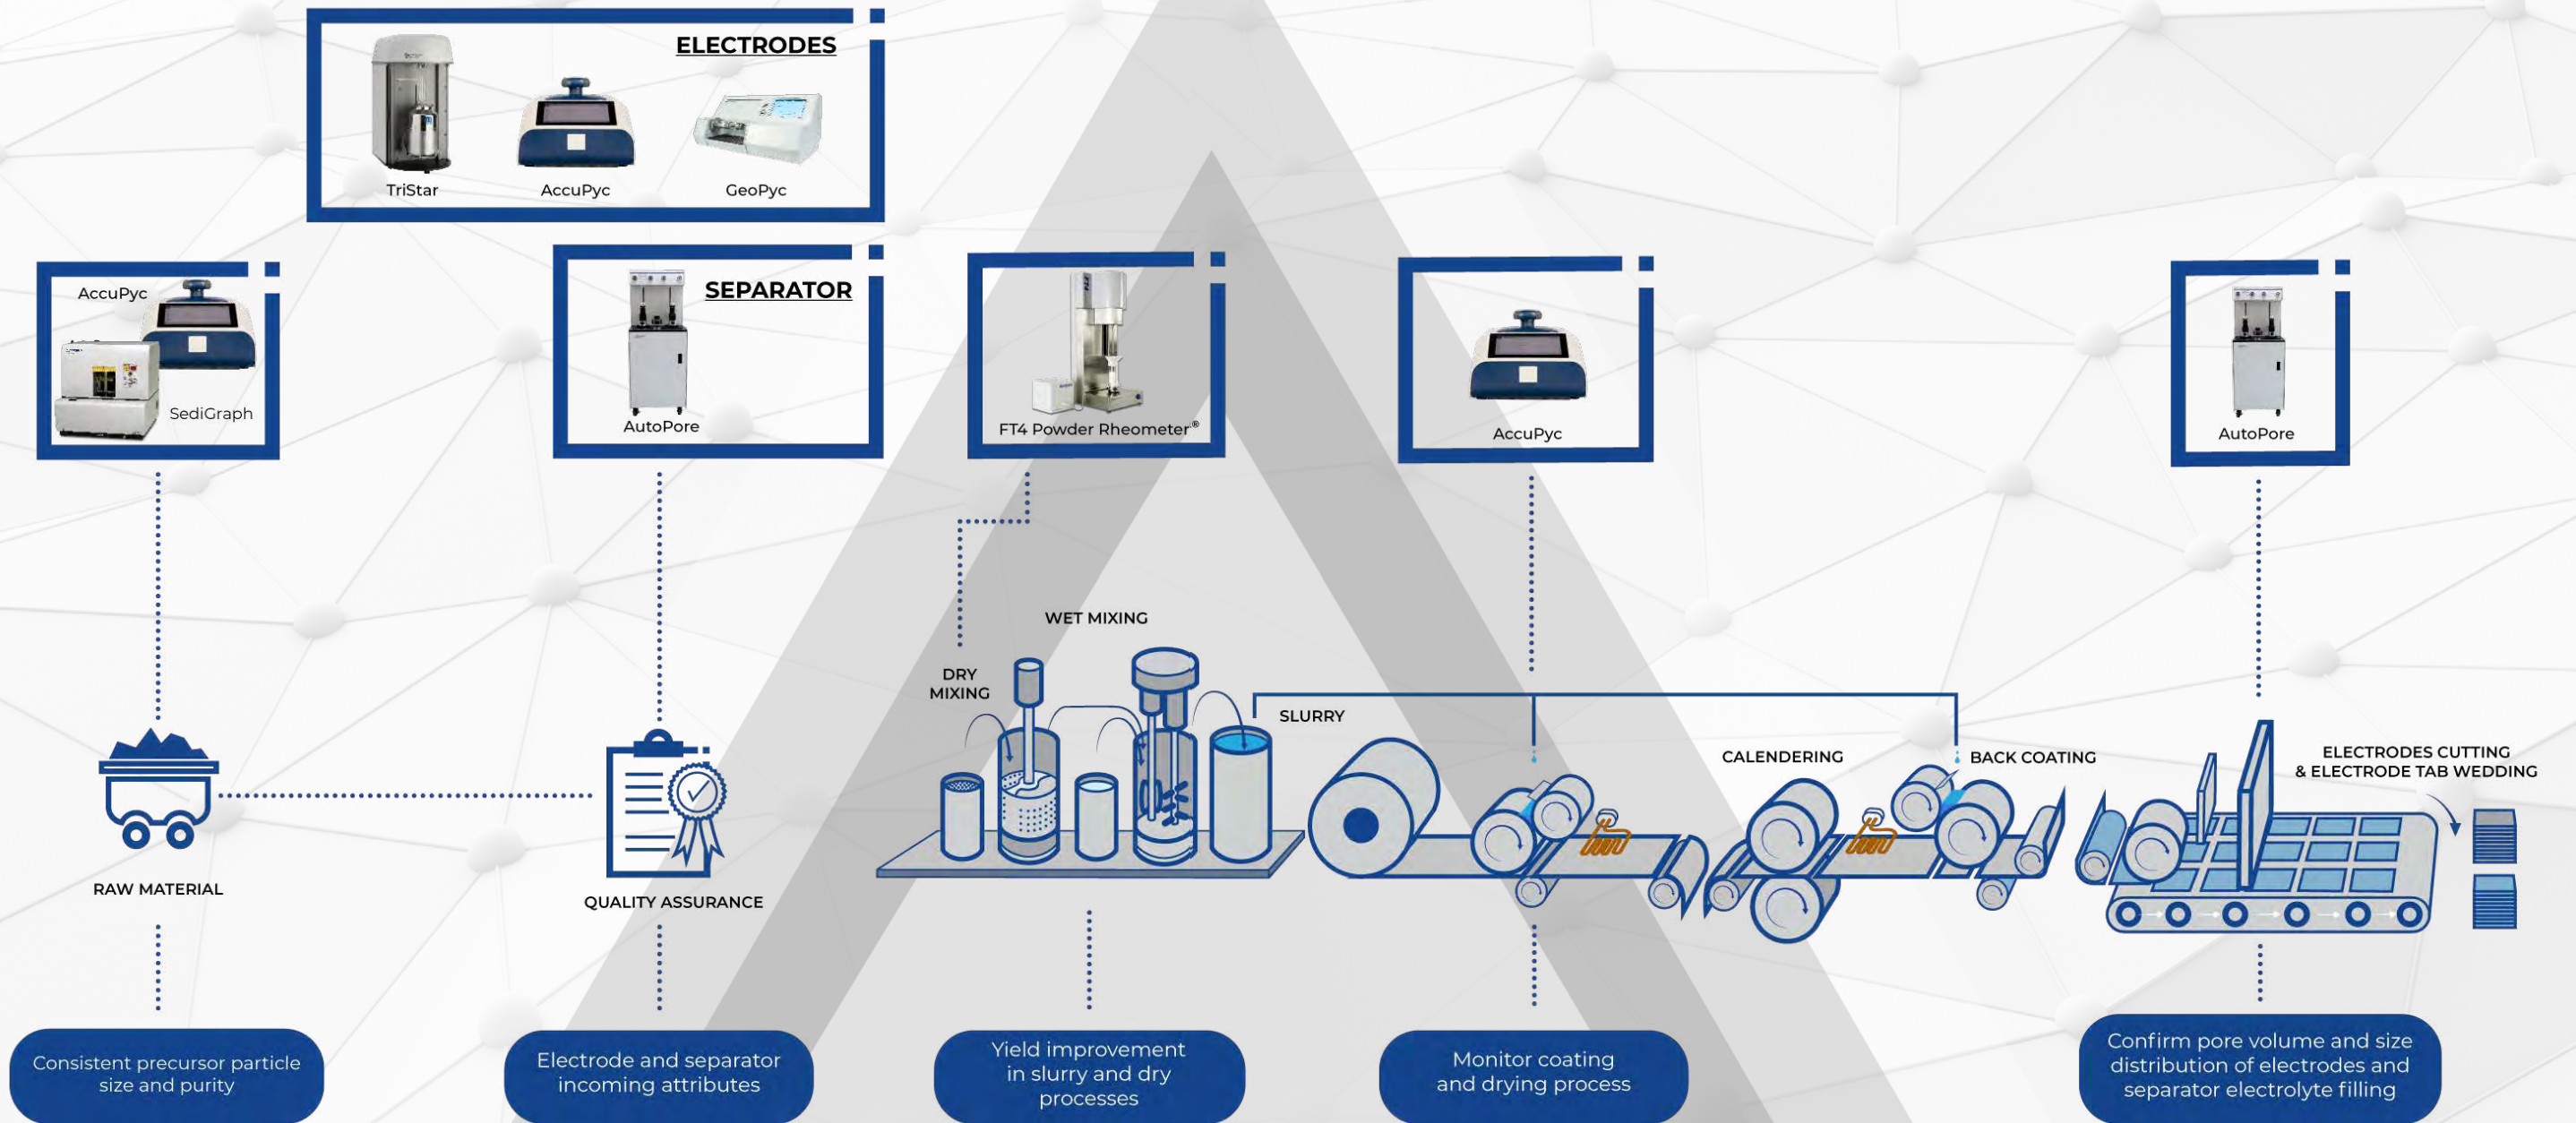 ELECTRODES
TriStar
AccuPyc
GeoPyc
AccuPyc
SediGraph
SEPARATOR
AutoPore
FT4 Powder Rheometer®
AccuPyc
AutoPore
WET MIXING
DRY
MIXING
SLURRY
CALENDERING
BACK COATING
ELECTRODES CUTTING
& ELECTRODE TAB WEDDING
RAW MATERIAL
QUALITY ASSURANCE
Consistent precursor particle
size and purity
Electrode and separator
incoming attributes
Yield improvement
in slurry and dry
processes
Monitor coating
and drying process
Confirm pore volume and size
distribution of electrodes and
separator electrolyte filling